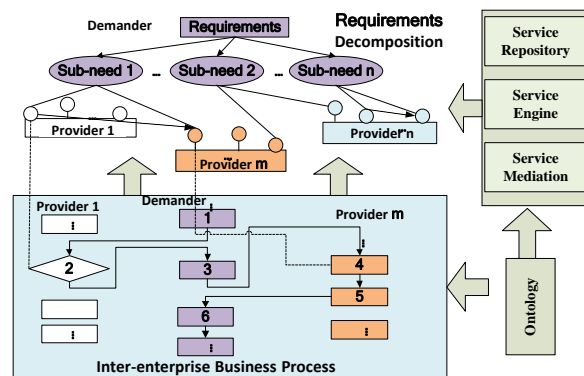 Demander
Requirements
Requirements
Decomposition
Sub-need 1
...
Sub-need 2
...
Sub-need n
Provider 1
Provider m
Provider n
Service
Repository
Service
Engine
Service
Mediation
Provider 1
Demander
Provider m
1
2
3
4
5
6
Inter-enterprise Business Process
Ontology